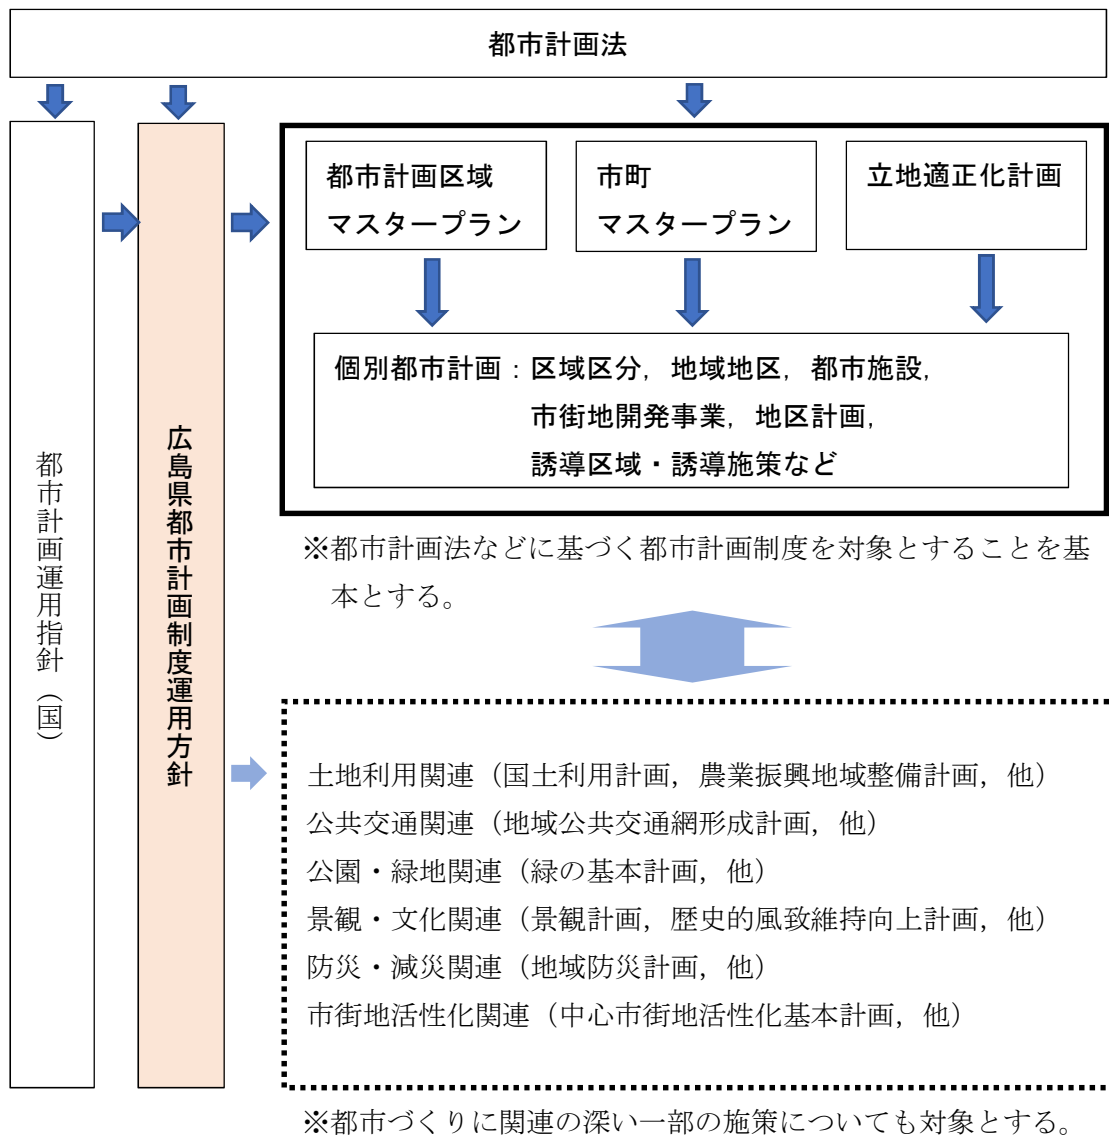 都市計画法
都市計画運用指針（国）
広島県都市計画制度運用方針
都市計画区域
マスタープラン
市町
マスタープラン
立地適正化計画
個別都市計画：区域区分，地域地区，都市施設，
市街地開発事業，地区計画，
誘導区域・誘導施策など
※都市計画法などに基づく都市計画制度を対象とすることを基
本とする。
土地利用関連（国土利用計画，農業振興地域整備計画，他）
公共交通関連（地域公共交通網形成計画，他）
公園・緑地関連（緑の基本計画，他）
景観・文化関連（景観計画，歴史的風致維持向上計画，他）
防災・減災関連（地域防災計画，他）
市街地活性化関連（中心市街地活性化基本計画，他）
※都市づくりに関連の深い一部の施策についても対象とする。